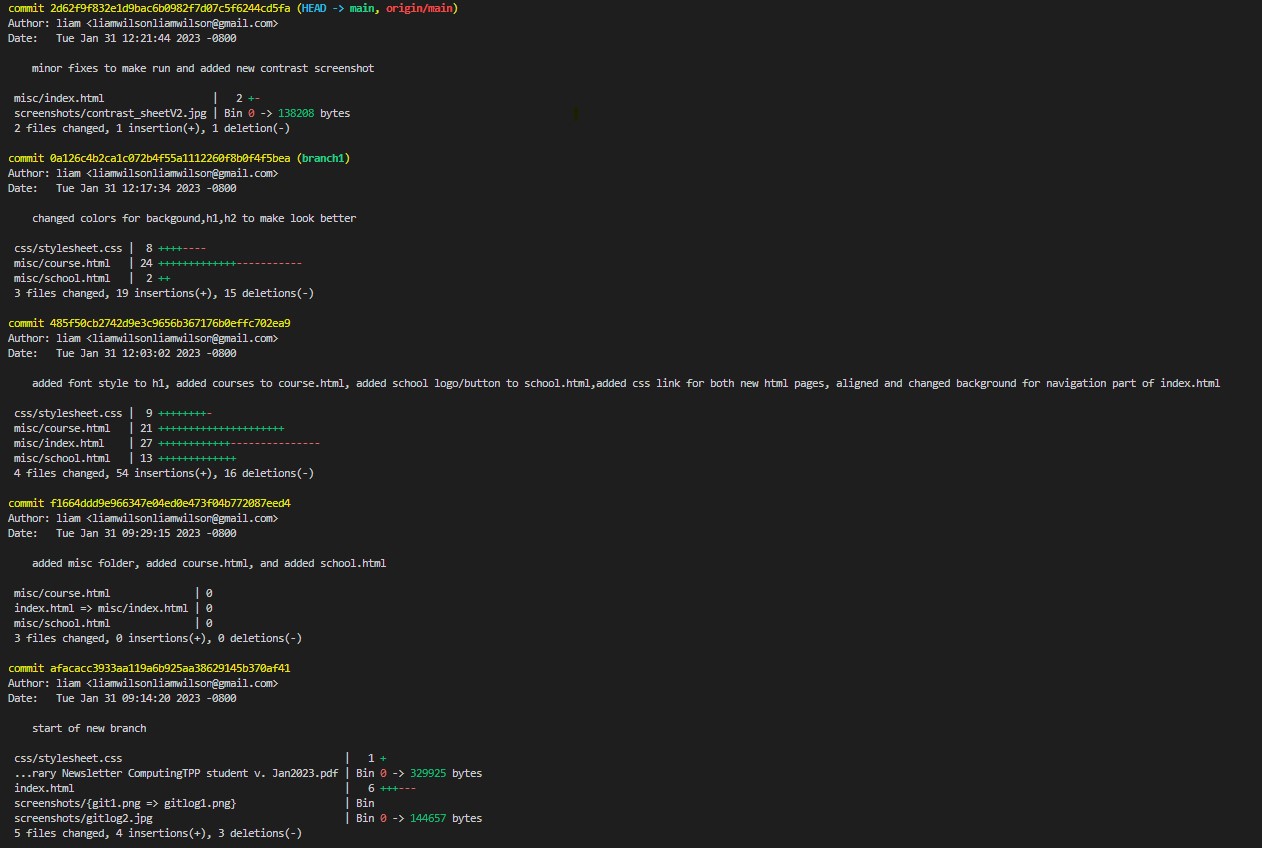 commit 2d62f9f832e1d9bac6b0982f7d07c5f6244cd5fa (HEAD -> main, origin/main)
Author: liam <liamwilsonliamwilson@gmail.com>
Date:   Tue Jan 31 12:21:44 2023 -0800
minor fixes to make run and added new contrast screenshot
misc/index.html                  |   2 +-
screenshots/contrast_sheetV2.jpg | Bin 0 -> 138208 bytes
2 files changed, 1 insertion(+), 1 deletion(-)
commit 0a126c4b2ca1c072b4f55a1112260f8b0f4f5bea (branch1)
Author: liam <liamwilsonliamwilson@gmail.com>
Date:   Tue Jan 31 12:17:34 2023 -0800
changed colors for backgound,h1,h2 to make look better
css/stylesheet.css |  8 ++++----
misc/course.html   | 24 +++++++++++++-----------
misc/school.html   |  2 ++
3 files changed, 19 insertions(+), 15 deletions(-)
commit 485f50cb2742d9e3c9656b367176b0effc702ea9
Author: liam <liamwilsonliamwilson@gmail.com>
Date:   Tue Jan 31 12:03:02 2023 -0800
added font style to h1, added courses to course.html, added school logo/button to school.html,added css link for both new html pages, aligned and changed background for navigation part of index.html
css/stylesheet.css |  9 ++++++++-
misc/course.html   | 21 +++++++++++++++++++++
misc/index.html    | 27 ++++++++++++---------------
misc/school.html   | 13 +++++++++++++
4 files changed, 54 insertions(+), 16 deletions(-)
commit f1664ddd9e966347e04ed0e473f04b772087eed4
Author: liam <liamwilsonliamwilson@gmail.com>
Date:   Tue Jan 31 09:29:15 2023 -0800
added misc folder, added course.html, and added school.html
misc/course.html              | 0
index.html => misc/index.html | 0
misc/school.html              | 0
3 files changed, 0 insertions(+), 0 deletions(-)
commit afacacc3933aa119a6b925aa38629145b370af41
Author: liam <liamwilsonliamwilson@gmail.com>
Date:   Tue Jan 31 09:14:20 2023 -0800
start of new branch
css/stylesheet.css                                     |   1 +
...rary Newsletter ComputingTPP student v. Jan2023.pdf | Bin 0 -> 329925 bytes
index.html                                             |   6 +++---
screenshots/{git1.png => gitlog1.png}                  | Bin
screenshots/gitlog2.jpg                                | Bin 0 -> 144657 bytes
5 files changed, 4 insertions(+), 3 deletions(-)